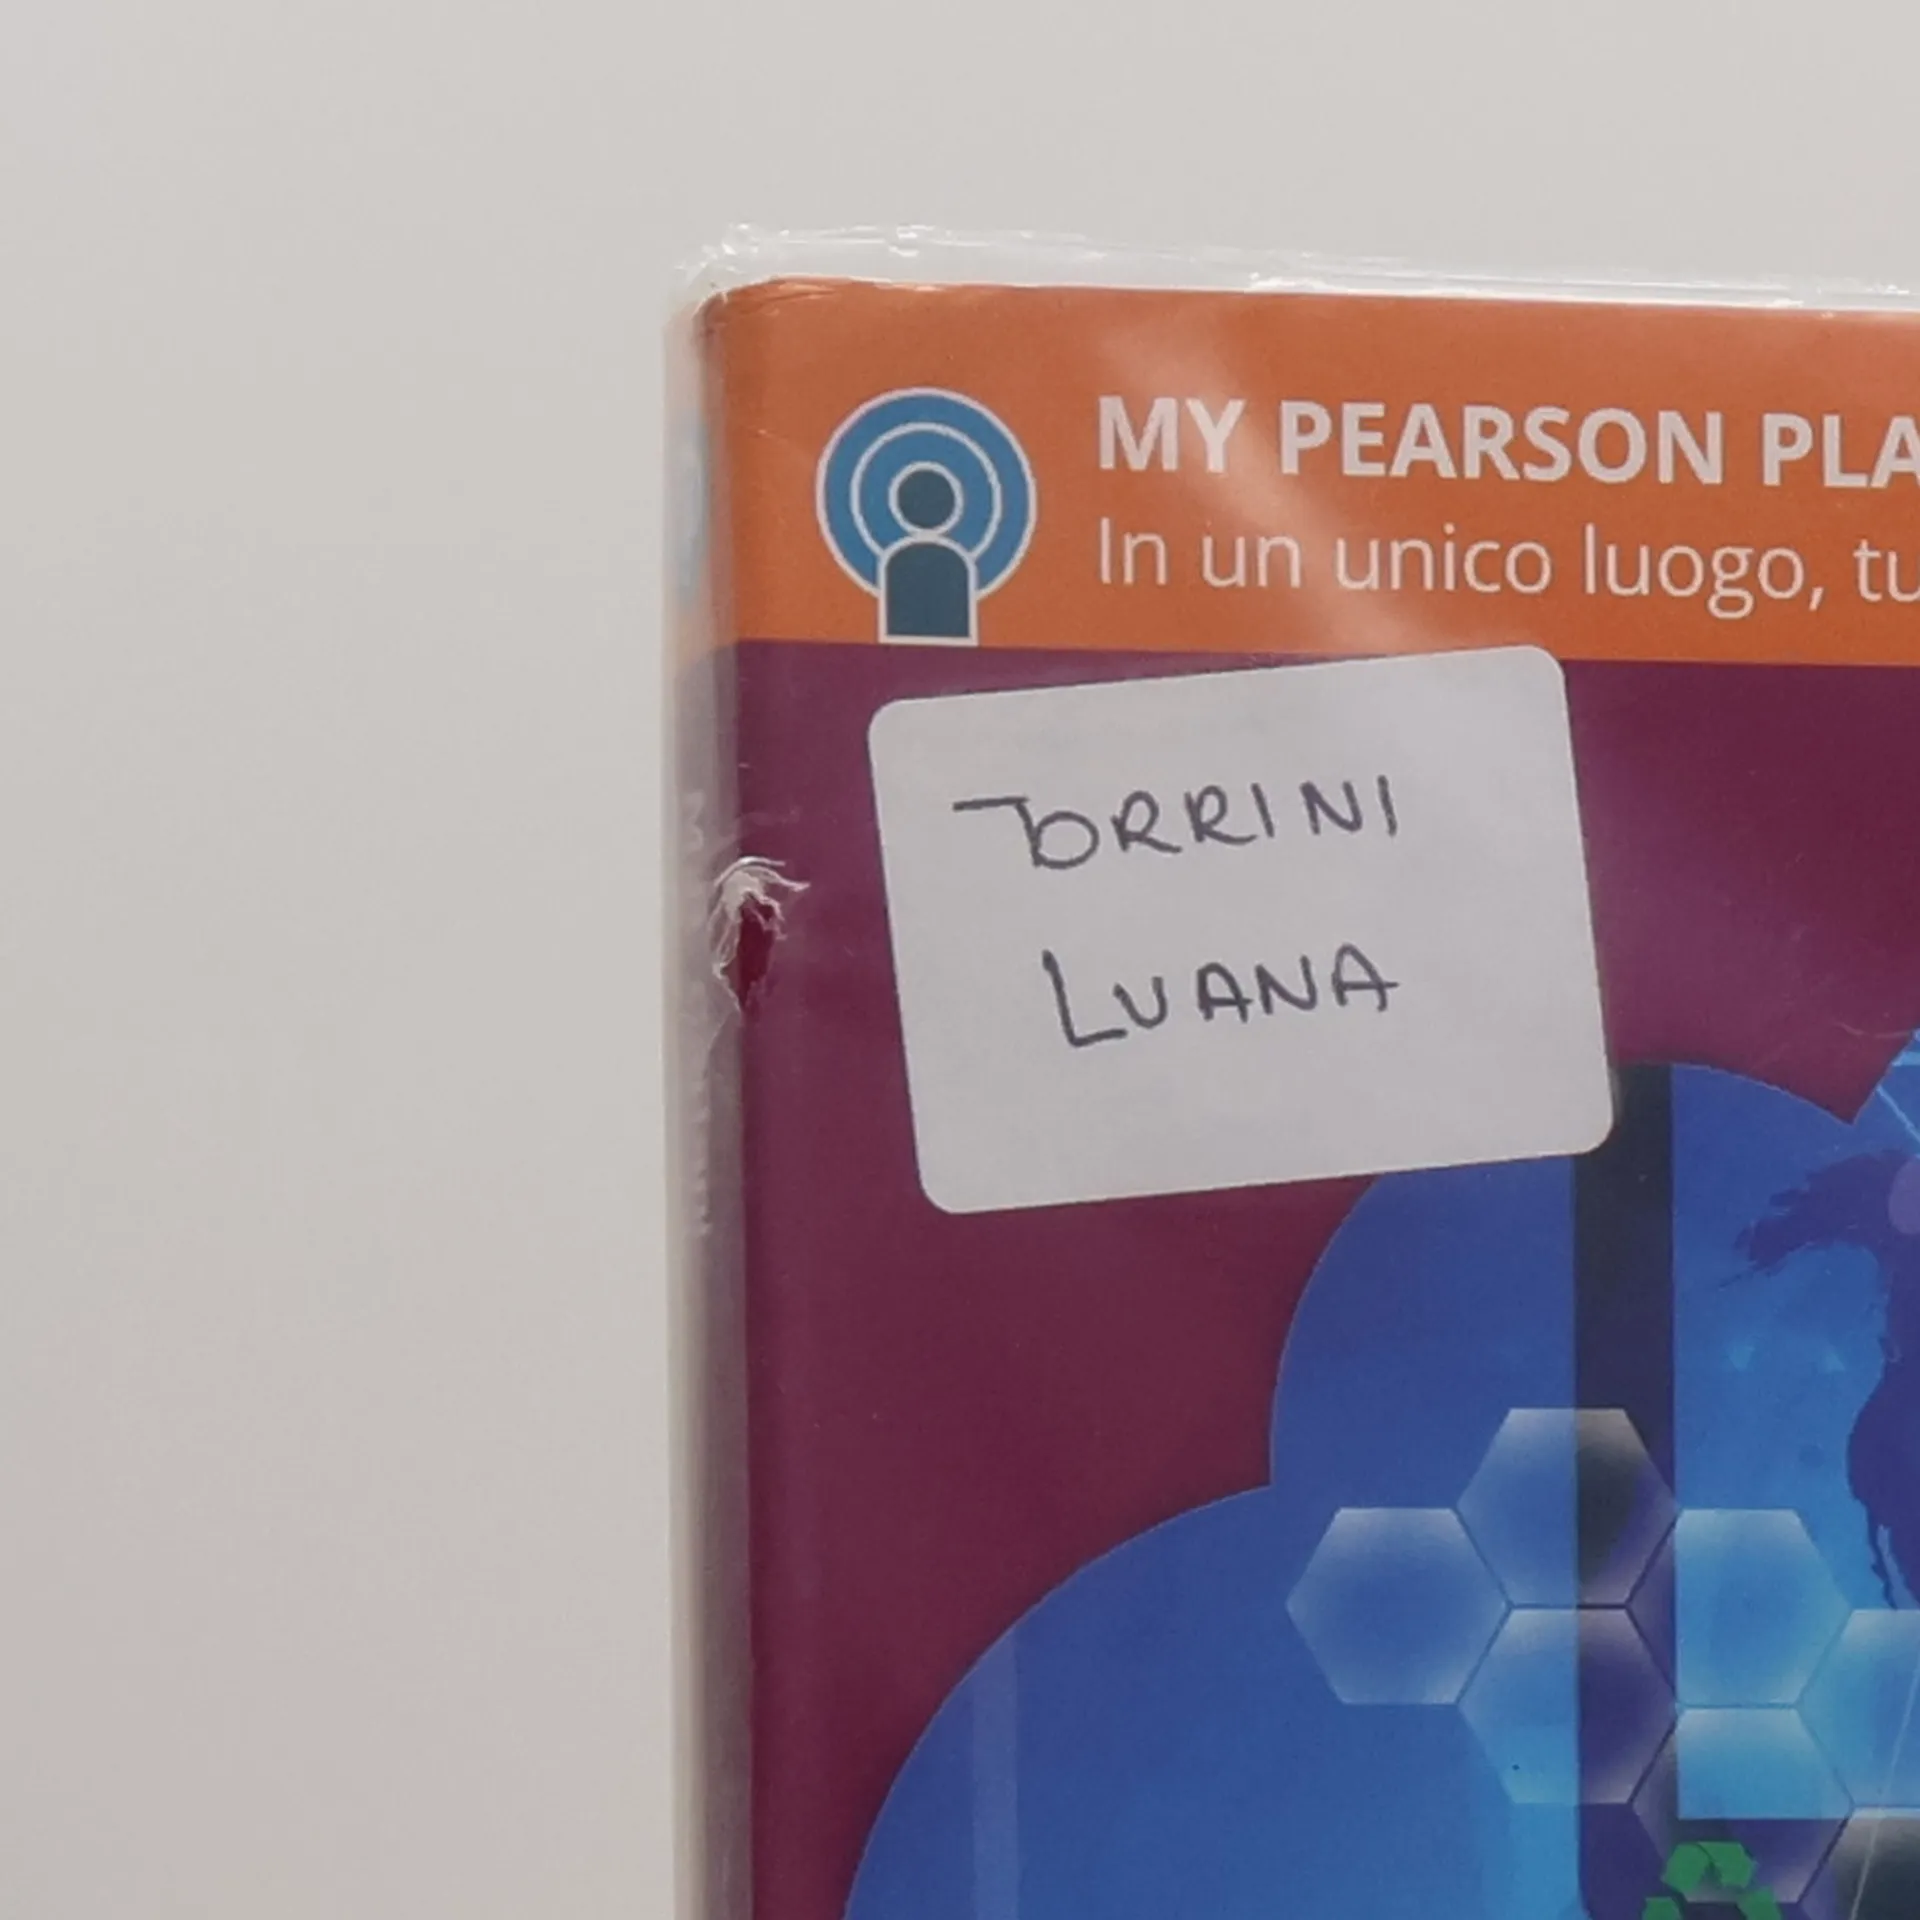 MY PEARSON PLA
In un unico luogo, tu
TORRINI
LUANA